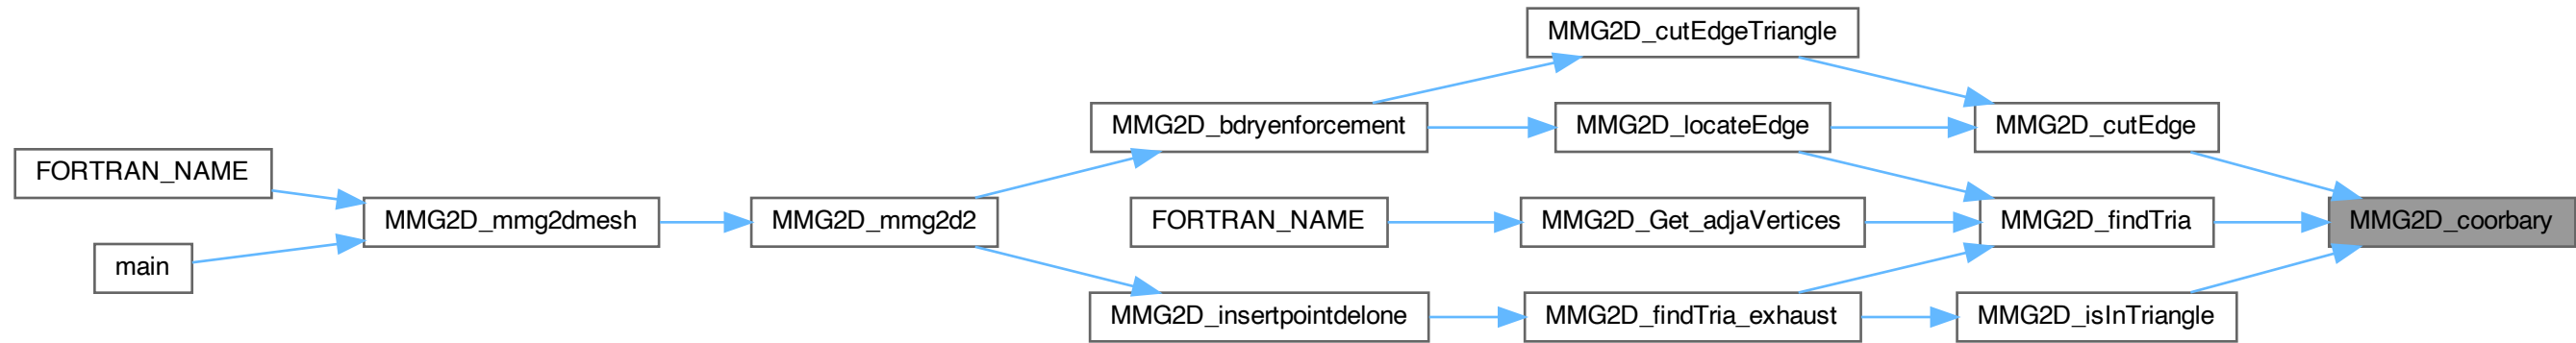 MMG2D_cutEdgeTriangle
MMG2D_bdryenforcement
MMG2D_locateEdge
MMG2D_cutEdge
FORTRAN_NAME
MMG2D_mmg2dmesh
MMG2D_mmg2d2
FORTRAN_NAME
MMG2D_Get_adjaVertices
MMG2D_findTria
MMG2D_coorbary
main
MMG2D_insertpointdelone
MMG2D_findTria_exhaust
MMG2D_isInTriangle